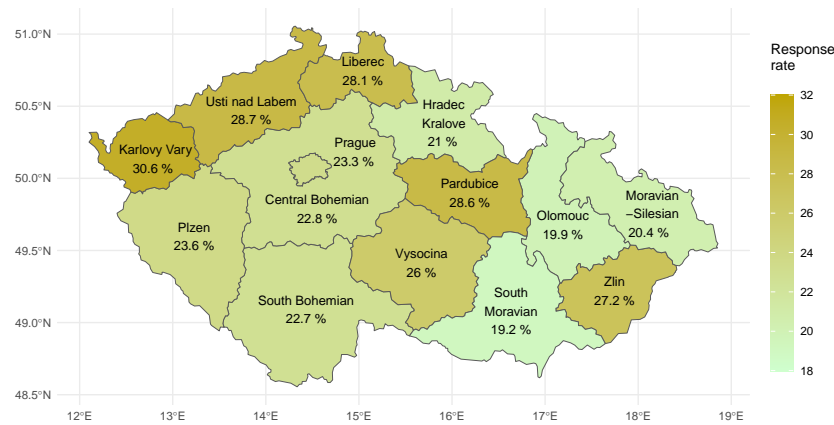 51.0°N
50.5°N
50.0°N
49.5°N
49.0°N
48.5°N
12°E
13°E
14°E
15°E
16°E
17°E
18°E
19°E
Liberec
28.1 %
Usti nad Labem
28.7 %
Hradec
Kralove
21 %
Karlovy Vary
30.6 %
Prague
23.3 %
Pardubice
28.6 %
Central Bohemian
22.8 %
Moravian
−Silesian
20.4 %
Olomouc
19.9 %
Plzen
23.6 %
Vysocina
26 %
Zlin
27.2 %
South Bohemian
22.7 %
South
Moravian
19.2 %
Response
rate
32
30
28
26
24
22
20
18